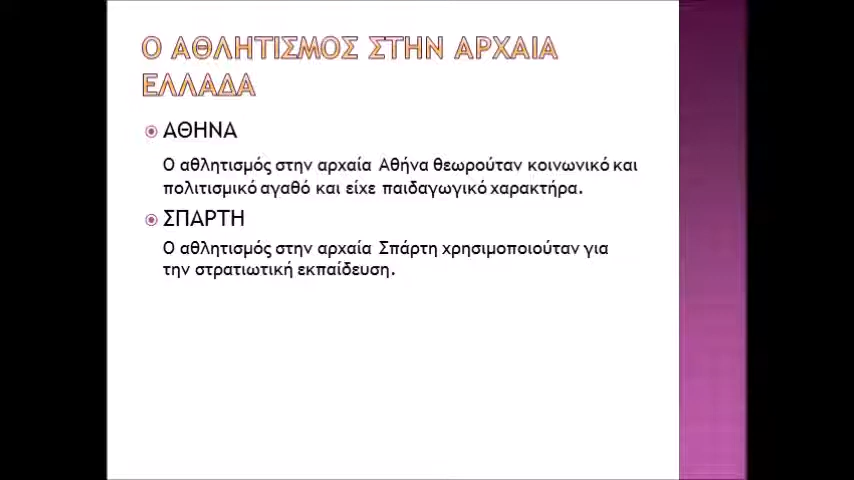 Ο ΑΘΛΗΤΙΣΜΟΣ ΣΤΗΝ ΑΡΧΑΙΑ
ΕΛΛΑΔΑ
ΑΘΗΝΑ
Ο αθλητισμός στην αρχαία Αθήνα θεωρούταν κοινωνικό και
πολιτισμικό αγαθό και είχε παιδαγωγικό χαρακτήρα.
ΣΠΑΡΤΗ
Ο αθλητισμός στην αρχαία Σπάρτη χρησιμοποιούταν για
την στρατιωτική εκπαίδευση.